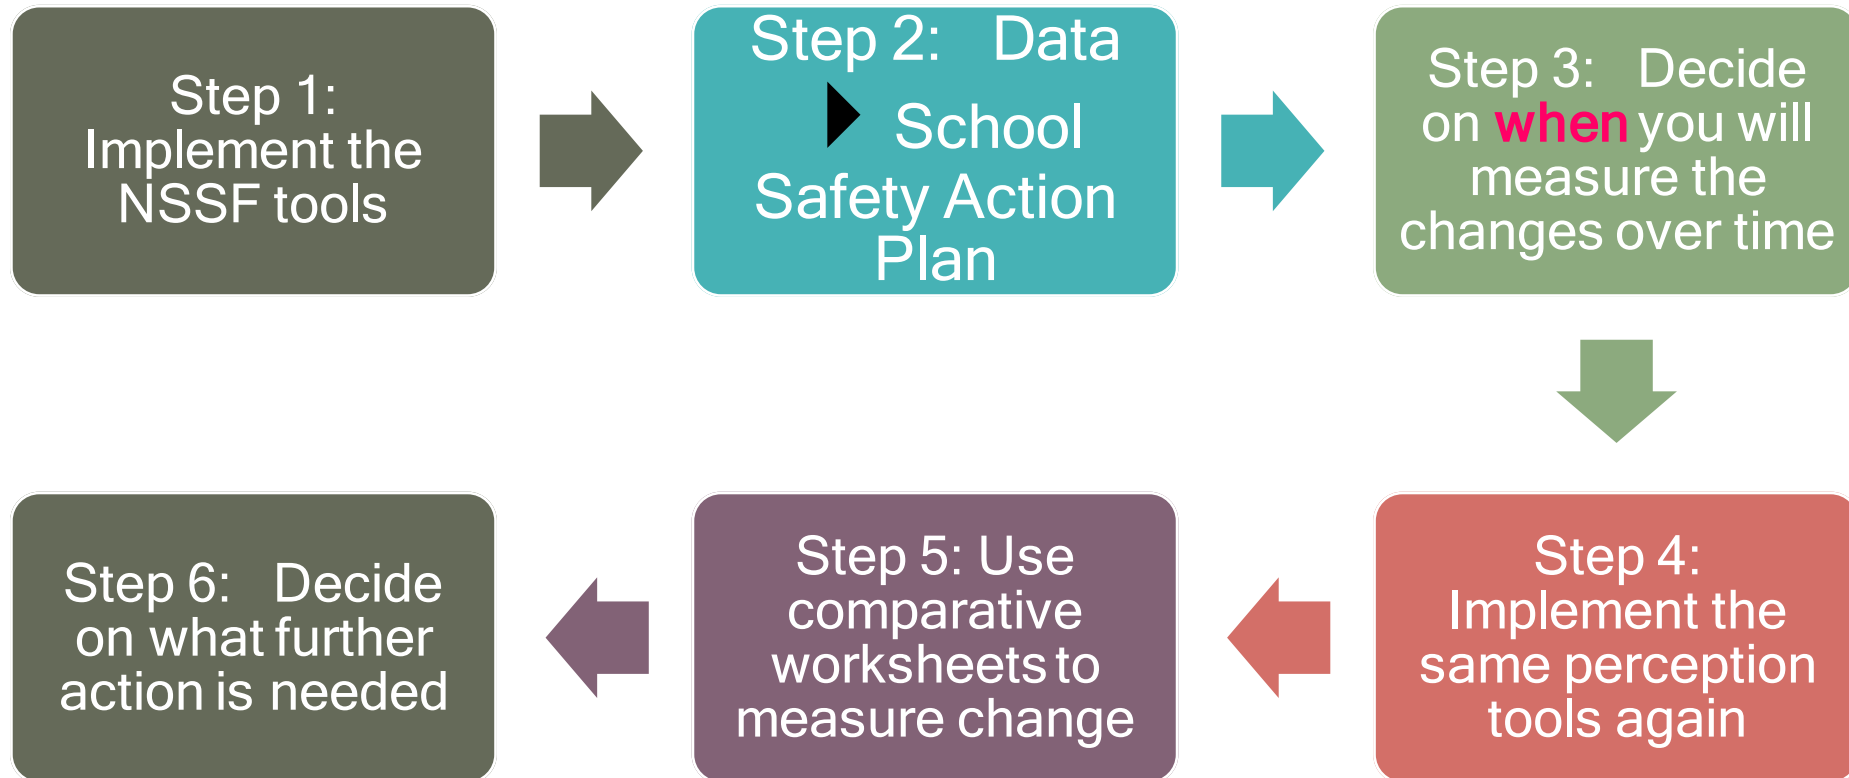 Step 1:
Implement the
NSSF tools
Step 2: Data
School
Safety Action
Plan
Step 3: Decide
on when you will
measure the
changes over time
Step 4:
Implement the
same perception
tools again
Step 5: Use
comparative
worksheets to
measure change
Step 6: Decide
on what further
action is needed